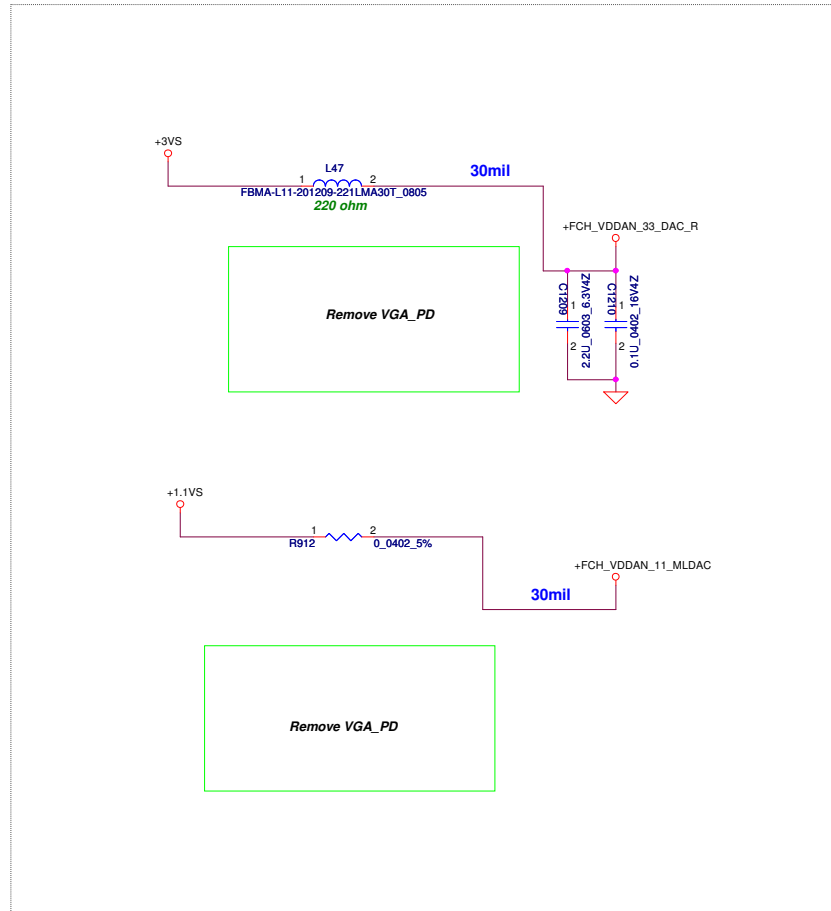 +3VS
L47
1 2
30mil
FBMA-L11-201209-221LMA30T_0805
220 ohm
+FCH_VDDAN_33_DAC_R
Remove VGA_PD
C1209
1
2
2.2U_0603_6.3V4Z
C1210
1
2
0.1U_0402_16V4Z
+1.1VS
1 2
R912 0_0402_5%
+FCH_VDDAN_11_MLDAC
30mil
Remove VGA_PD